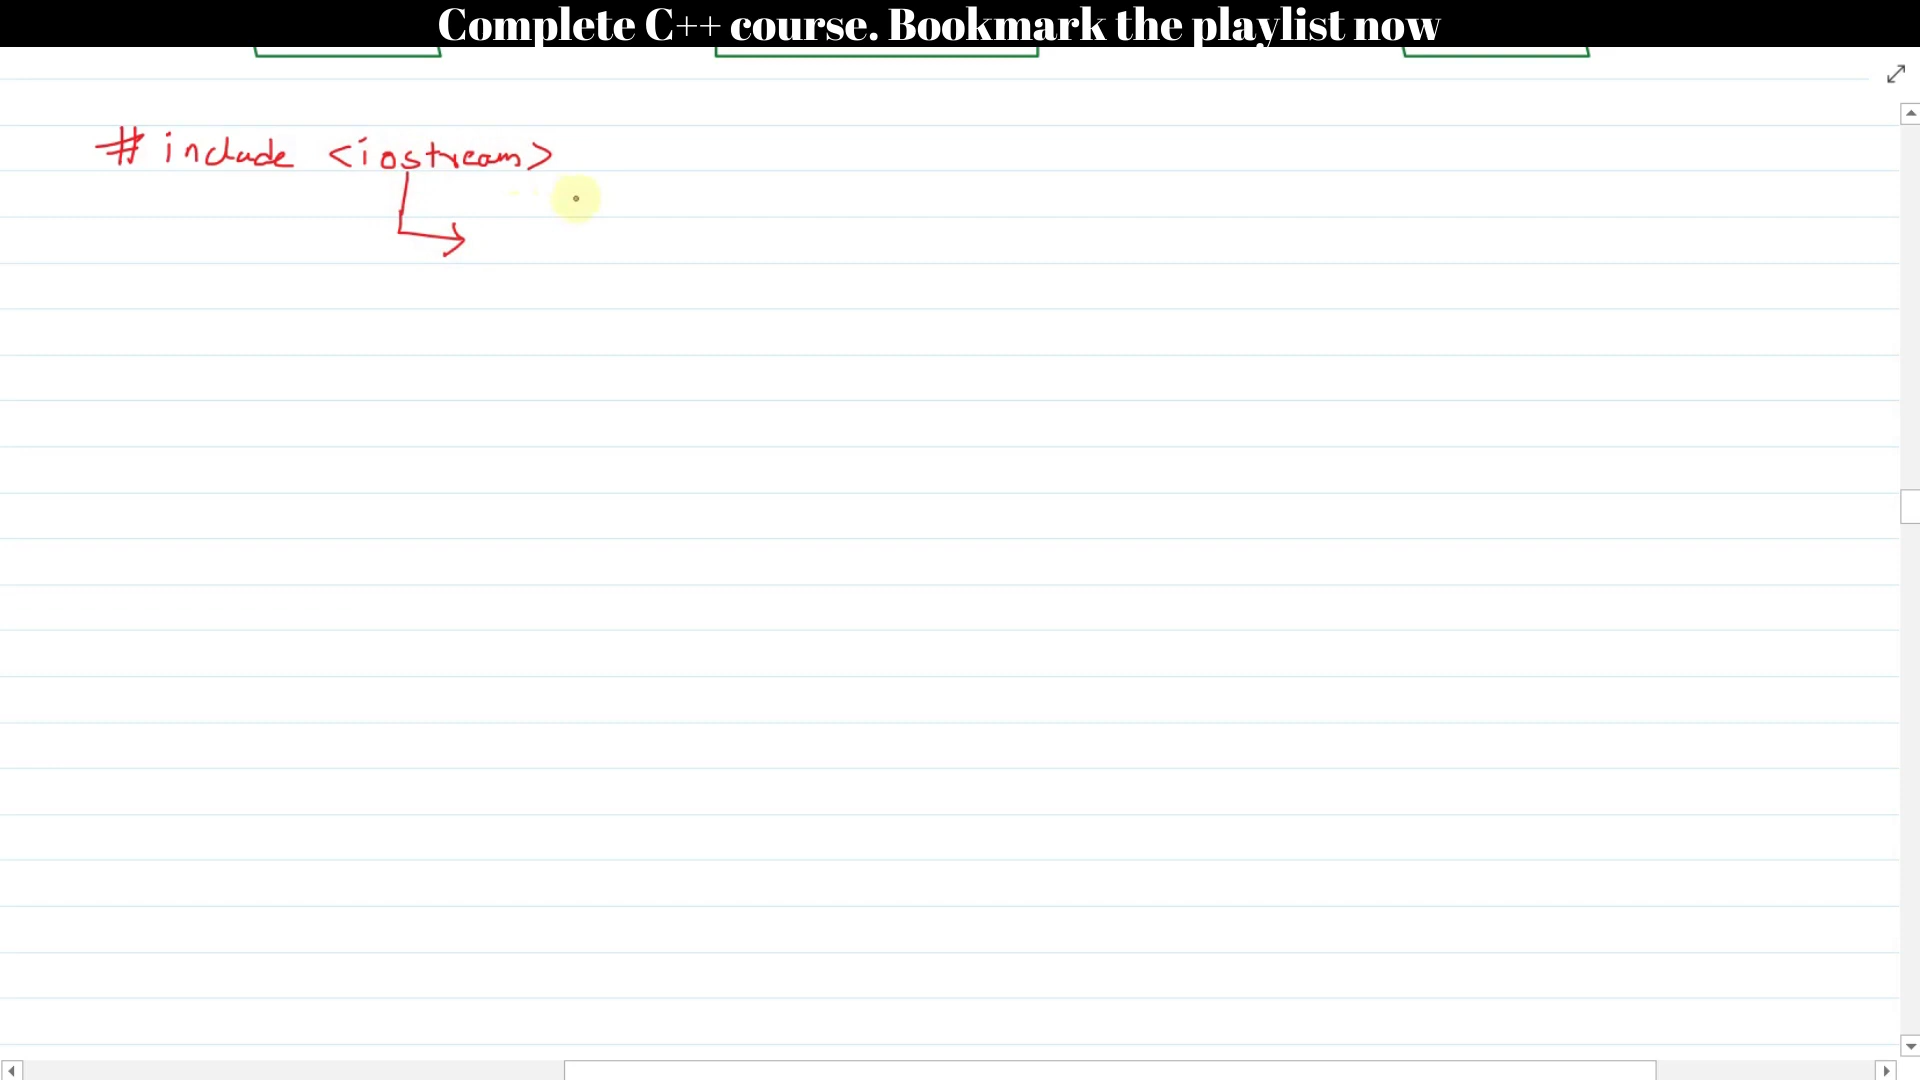 Complete C++ course. Bookmark the playlist now
# include <iostream>